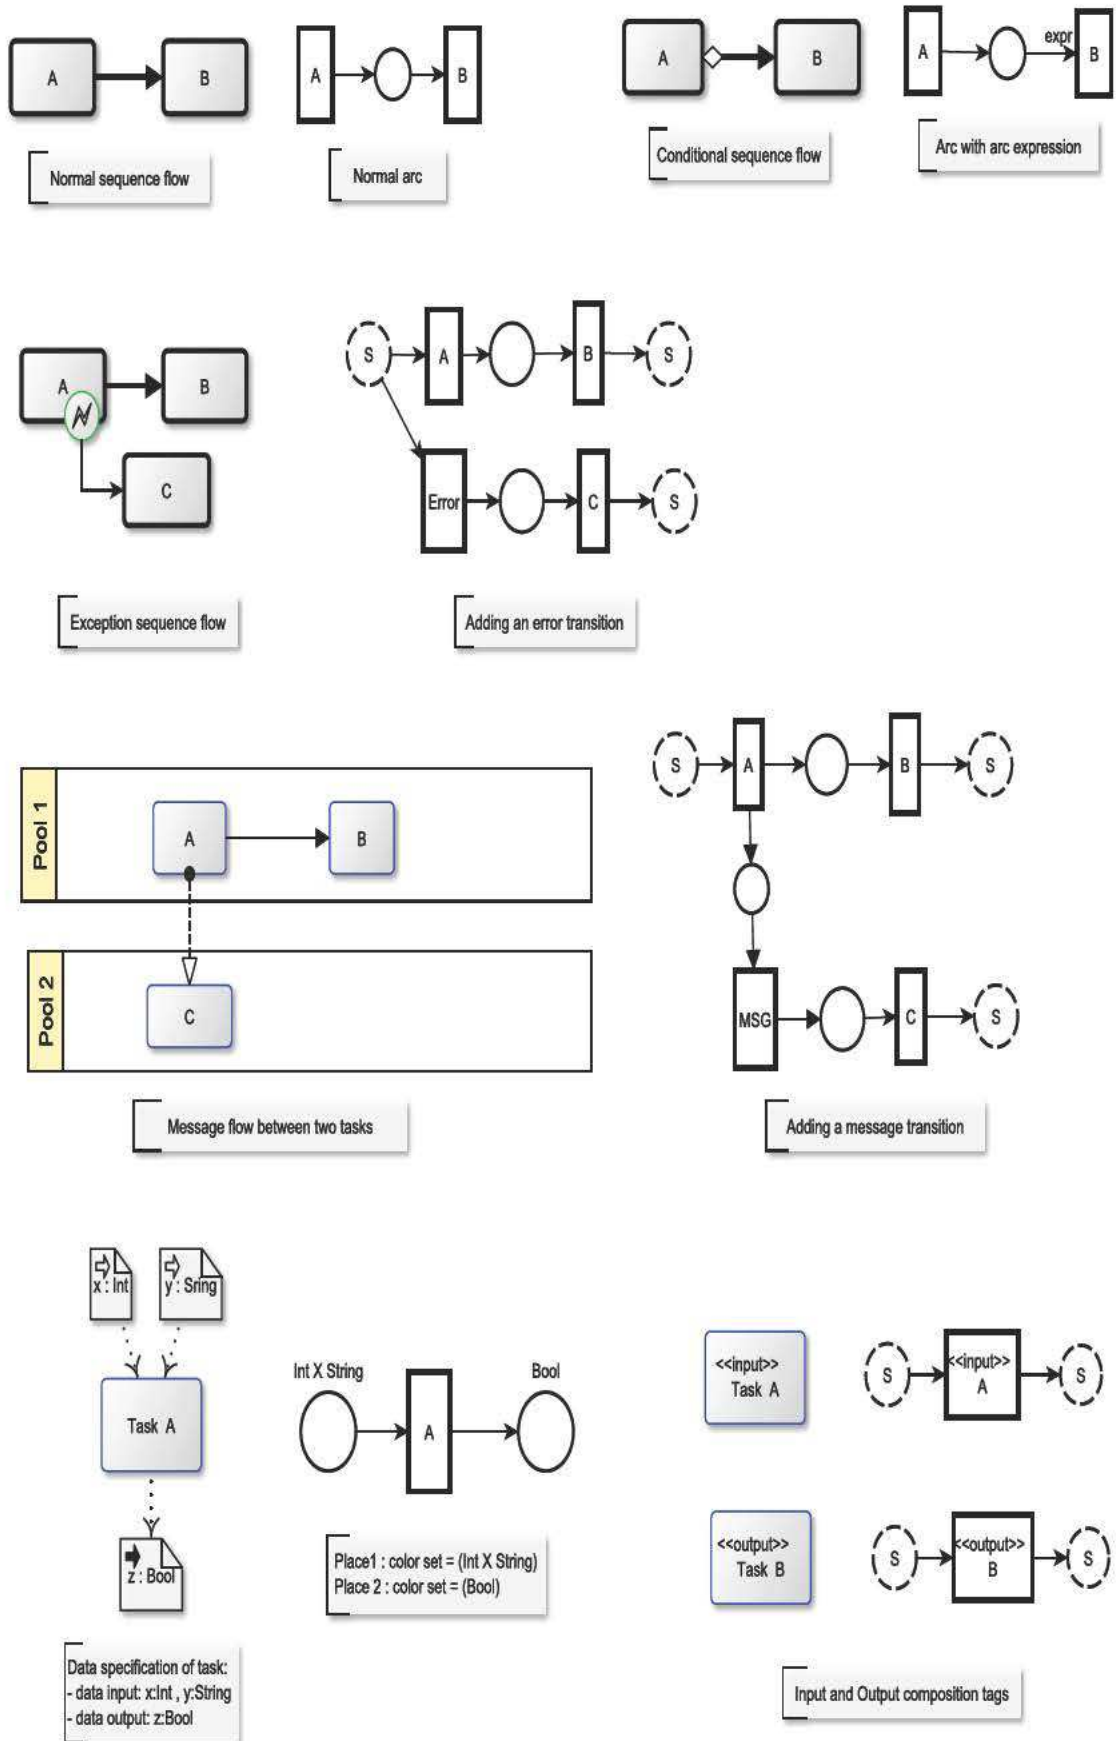 A
B
A
B
Normal sequence flow
Normal arc
A
B
A
expr
B
Conditional sequence flow
Arc with arc expression
A
B
C
S
A
B
S
Error
C
S
Exception sequence flow
Adding an error transition
Pool 1
A
B
Pool 2
C
S
A
B
S
MSG
C
S
Message flow between two tasks
Adding a message transition
x : Int
y : Sring
Task A
z : Bool
Int X String
Bool
A
Place1 : color set = (Int X String)
Place 2 : color set = (Bool)
Data specification of task:
- data input: x:Int , y:String
- data output: z:Bool
<<input>>
Task A
S
<<input>>
A
S
<<output>>
Task B
S
<<output>>
B
S
Input and Output composition tags